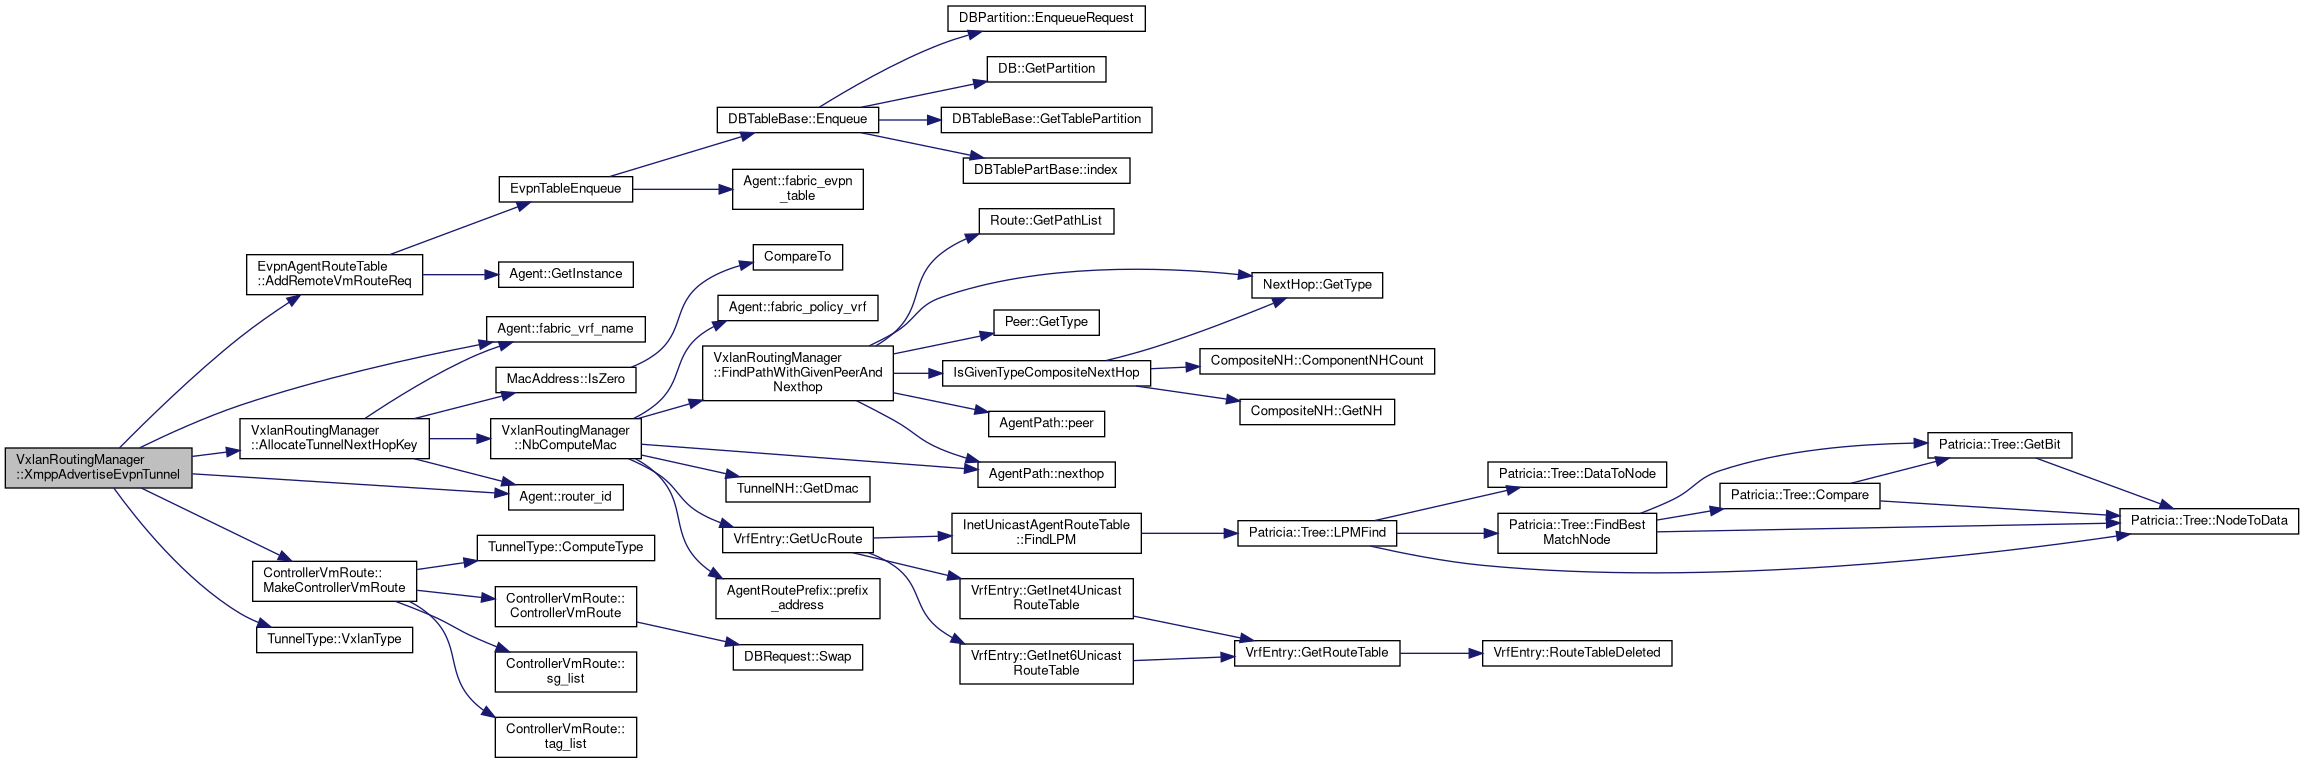 VxlanRoutingManager
::XmppAdvertiseEvpnTunnel
EvpnAgentRouteTable
::AddRemoteVmRouteReq
Agent::fabric_vrf_name
VxlanRoutingManager
::AllocateTunnelNextHopKey
Agent::router_id
ControllerVmRoute::
MakeControllerVmRoute
TunnelType::VxlanType
EvpnTableEnqueue
Agent::GetInstance
MacAddress::IsZero
VxlanRoutingManager
::NbComputeMac
TunnelType::ComputeType
ControllerVmRoute::
ControllerVmRoute
ControllerVmRoute::
sg_list
ControllerVmRoute::
tag_list
DBTableBase::Enqueue
Agent::fabric_evpn
_table
CompareTo
Agent::fabric_policy_vrf
VxlanRoutingManager
::FindPathWithGivenPeerAnd
Nexthop
TunnelNH::GetDmac
VrfEntry::GetUcRoute
AgentRoutePrefix::prefix
_address
DBRequest::Swap
DBPartition::EnqueueRequest
DB::GetPartition
DBTableBase::GetTablePartition
DBTablePartBase::index
Route::GetPathList
NextHop::GetType
Peer::GetType
IsGivenTypeCompositeNextHop
CompositeNH::ComponentNHCount
CompositeNH::GetNH
AgentPath::peer
AgentPath::nexthop
InetUnicastAgentRouteTable
::FindLPM
VrfEntry::GetInet4Unicast
RouteTable
VrfEntry::GetInet6Unicast
RouteTable
Patricia::Tree::LPMFind
VrfEntry::GetRouteTable
VrfEntry::RouteTableDeleted
Patricia::Tree::DataToNode
Patricia::Tree::FindBest
MatchNode
Patricia::Tree::Compare
Patricia::Tree::GetBit
Patricia::Tree::NodeToData